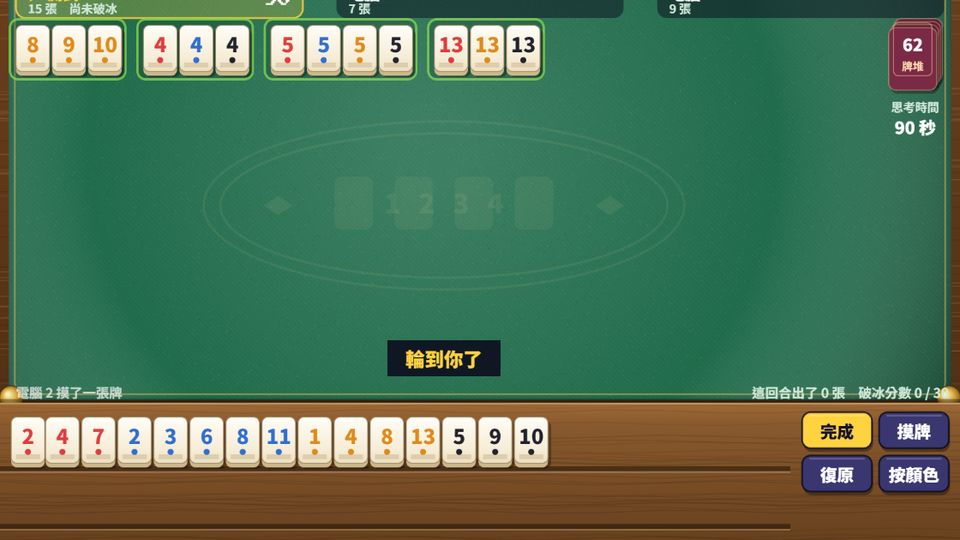 15 張 尚未破冰
7 張
9 張
8 9 10
4 4 4
5 5 5 5
13 13 13
62
牌堆
思考時間
90 秒
1 2 3 4
輪到你了
電腦 2 摸了一張牌
這回合出了 0 張 破冰分數 0 / 30
2 4 7 2 3 6 8 11 1 4 8 13 5 9 10
完成
摸牌
復原
按顏色